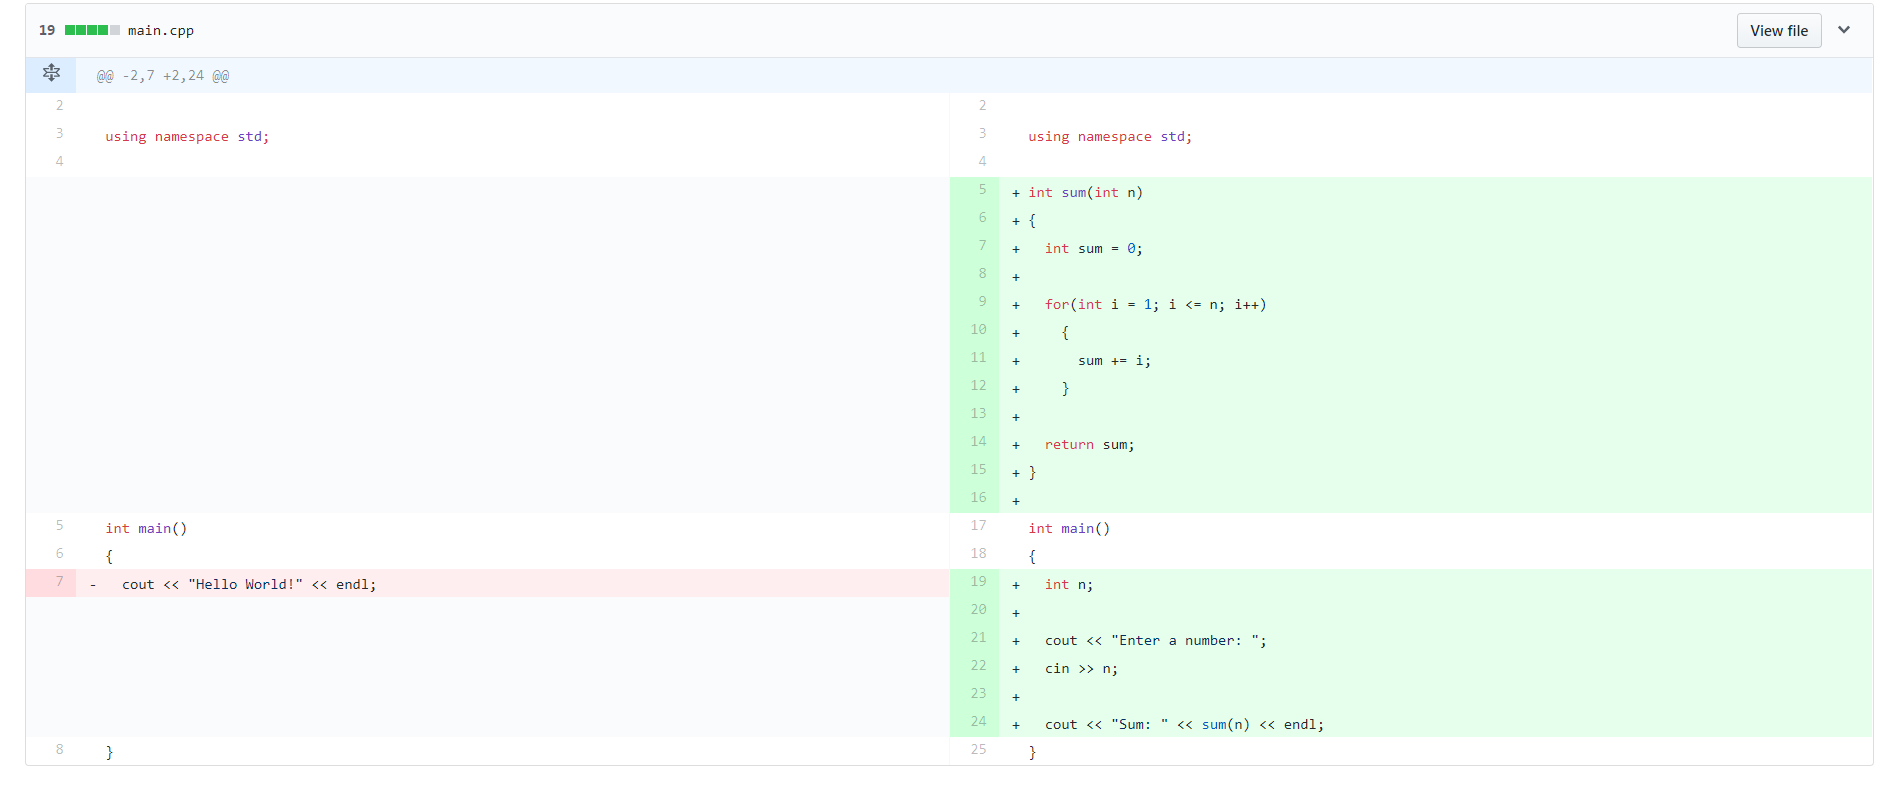 19 main.cpp View file
@@ -2,7 +2,24 @@
2 2
3 using namespace std; 3 using namespace std;
4 4
5 + int sum(int n)
6 + {
7 +   int sum = 0;
8 +
9 +   for(int i = 1; i <= n; i++)
10 +     {
11 +       sum += i;
12 +     }
13 +
14 +   return sum;
15 + }
16 +
5 int main() 17 int main()
6 { 18 {
7 -   cout << "Hello World!" << endl; 19 +   int n;
20 +
21 +   cout << "Enter a number: ";
22 +   cin >> n;
23 +
24 +   cout << "Sum: " << sum(n) << endl;
8 } 25 }